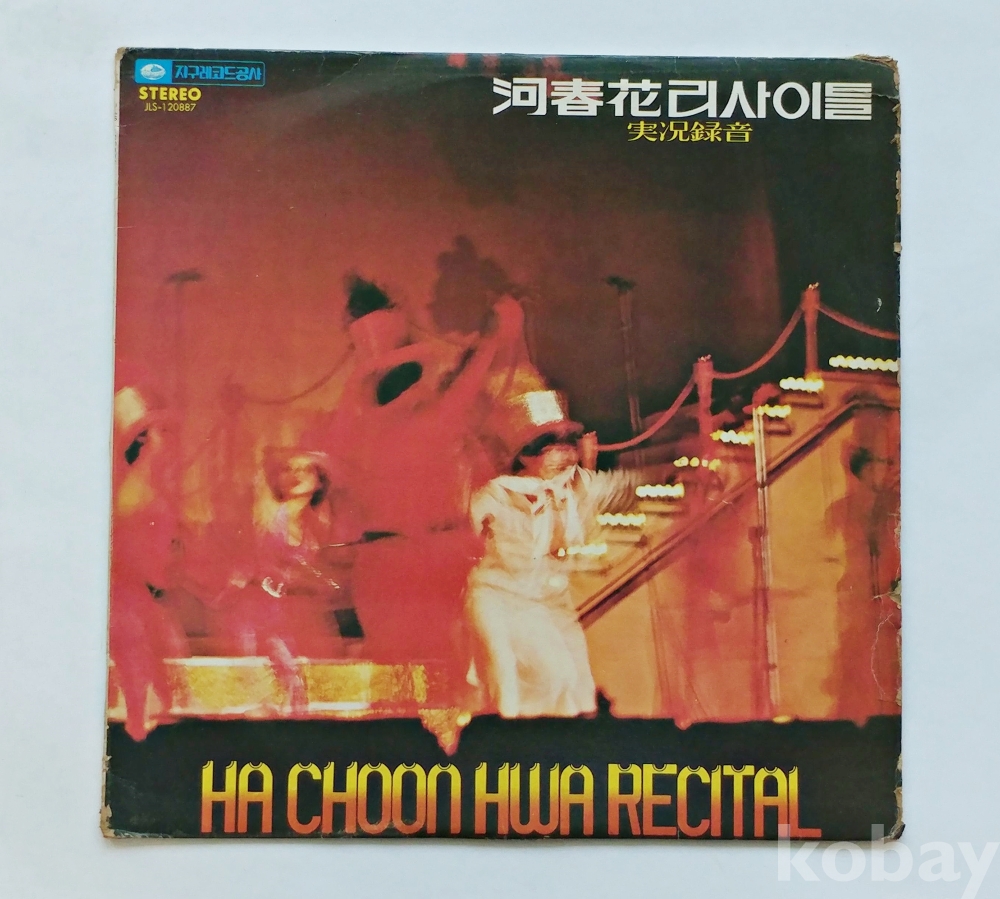 지구레코드공사
STEREO
JLS-120887
河春花리사이틀
実況録音
HA CHOON HWA RECITAL
kobay